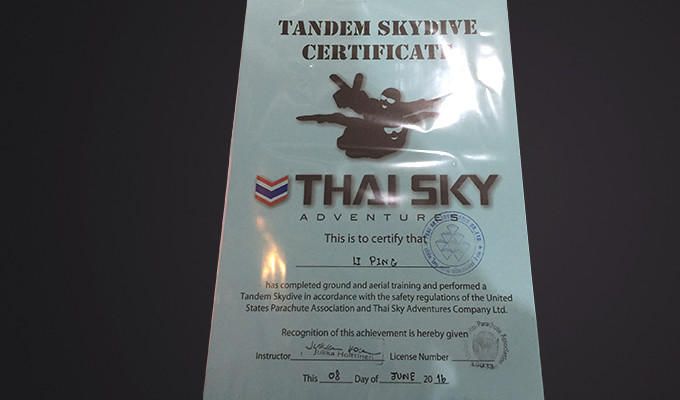 TANDEM SKYDIVE
CERTIFICATE
THAI SKY
ADVENTURES
This is to certify that
LI PING
has completed ground and aerial training and performed a
Tandem Skydive in accordance with the safety regulations of the United
States Parachute Association and Thai Sky Adventures Company Ltd.
Recognition of this achievement is hereby given
Instructor Jukka Holttinen License Number
This 08 Day of JUNE 2016